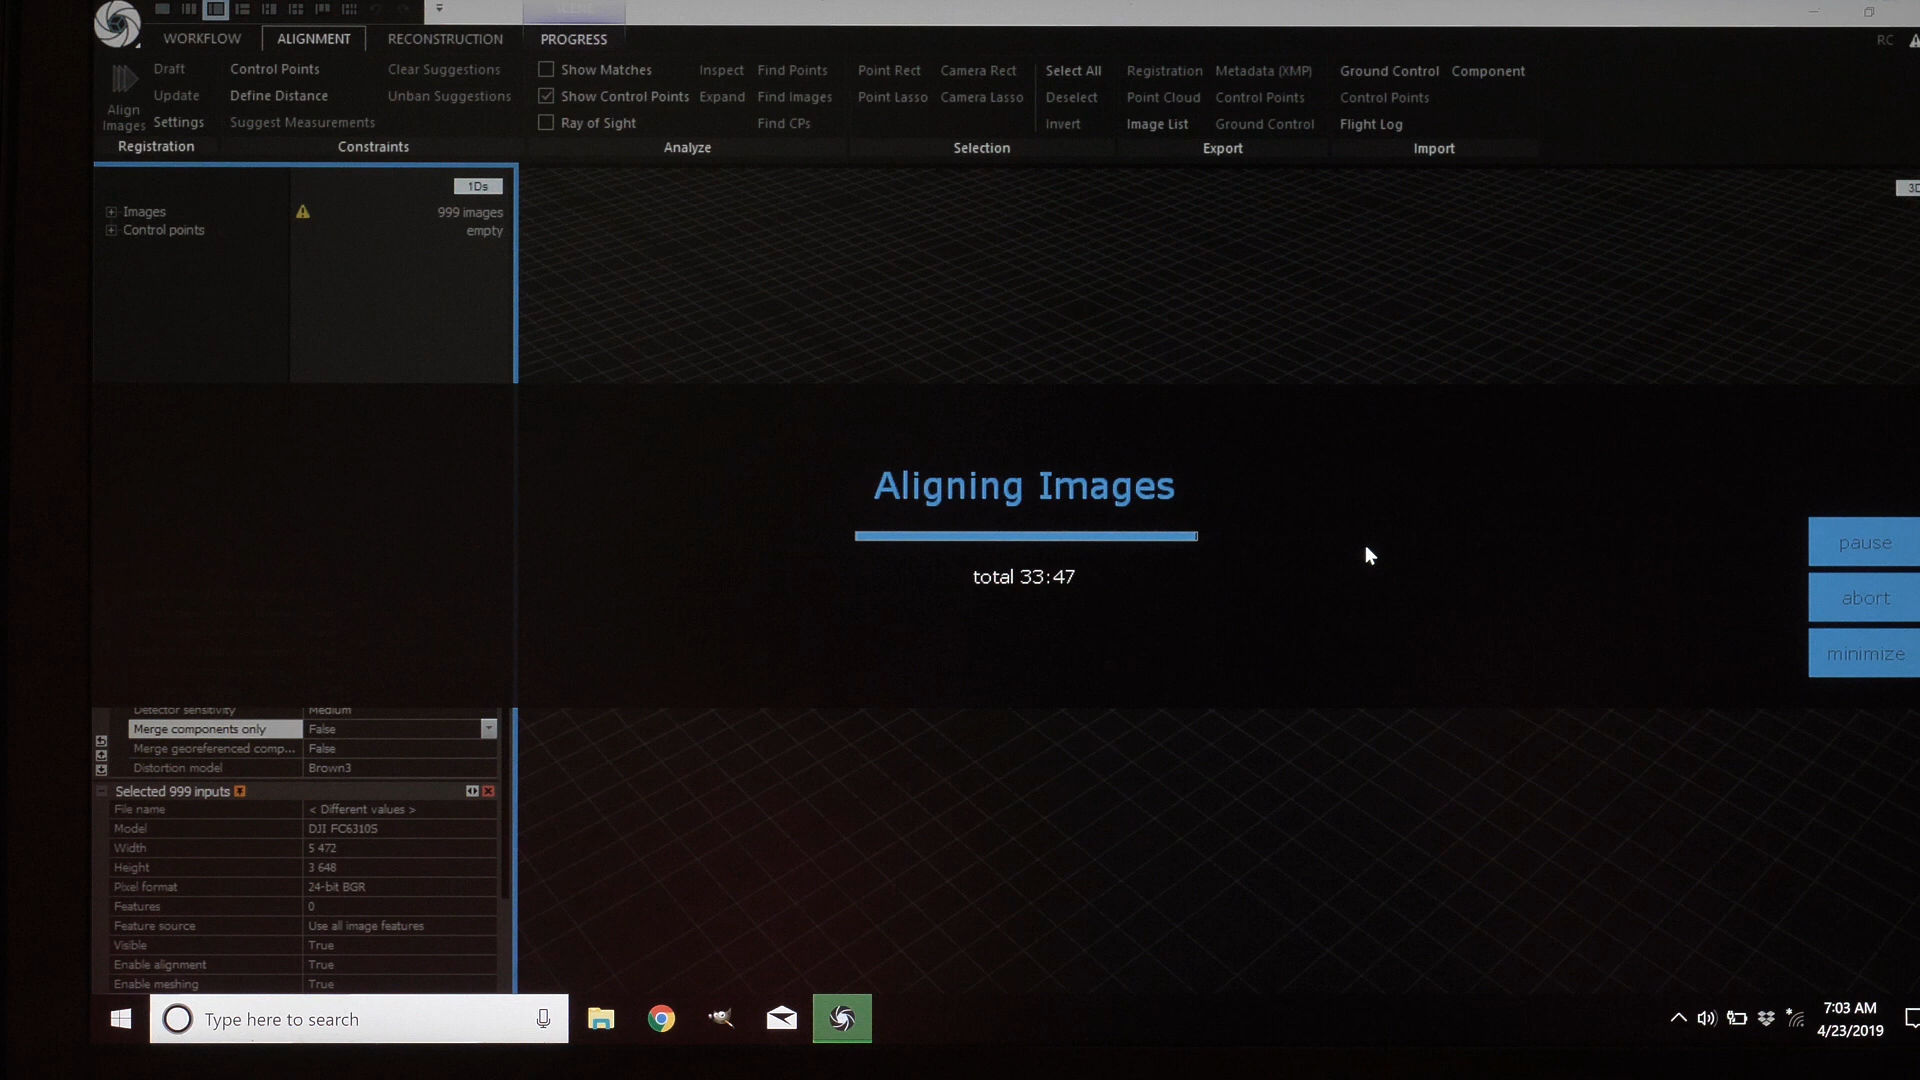 WORKFLOW ALIGNMENT RECONSTRUCTION PROGRESS RC
Align Images
Draft
Update
Settings
Registration
Control Points Clear Suggestions
Define Distance Unban Suggestions
Suggest Measurements
Constraints
Show Matches Inspect Find Points
Show Control Points Expand Find Images
Ray of Sight Find CPs
Analyze
Point Rect Camera Rect Select All
Point Lasso Camera Lasso Deselect
Invert
Selection
Registration Metadata (XMP)
Point Cloud Control Points
Image List Ground Control
Export
Ground Control Component
Control Points
Flight Log
Import
1Ds
3D
Images 999 images
Control points empty
Aligning Images
total 33:47
pause
abort
minimize
Detector sensitivity Medium
Merge components only False
Merge georeferenced comp... False
Distortion model Brown3
Selected 999 inputs
File name < Different values >
Model DJI FC6310S
Width 5 472
Height 3 648
Pixel format 24-bit BGR
Features 0
Feature source Use all image features
Visible True
Enable alignment True
Enable meshing True
Type here to search
7:03 AM
4/23/2019